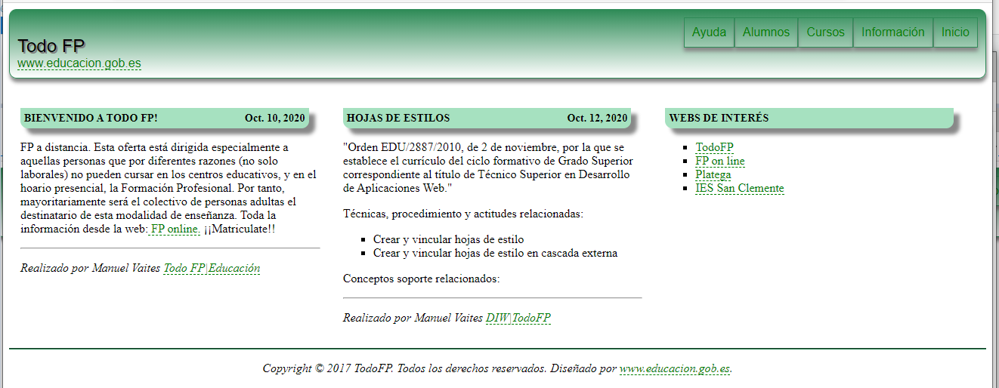 Todo FP
www.educacion.gob.es
Ayuda Alumnos Cursos Información Inicio
BIENVENIDO A TODO FP! Oct. 10, 2020
FP a distancia. Esta oferta está dirigida especialmente a
aquellas personas que por diferentes razones (no solo
laborales) no pueden cursar en los centros educativos, y en el
hoario presencial, la Formación Profesional. Por tanto,
mayoritariamente será el colectivo de personas adultas el
destinatario de esta modalidad de enseñanza. Toda la
información desde la web: FP online. ¡¡Matriculate!!
Realizado por Manuel Vaites Todo FP|Educación
HOJAS DE ESTILOS Oct. 12, 2020
"Orden EDU/2887/2010, de 2 de noviembre, por la que se
establece el currículo del ciclo formativo de Grado Superior
correspondiente al título de Técnico Superior en Desarrollo
de Aplicaciones Web."
Técnicas, procedimiento y actitudes relacionadas:
Crear y vincular hojas de estilo
Crear y vincular hojas de estilo en cascada externa
Conceptos soporte relacionados:
Realizado por Manuel Vaites DIW|TodoFP
WEBS DE INTERÉS
TodoFP
FP on line
Platega
IES San Clemente
Copyright © 2017 TodoFP. Todos los derechos reservados. Diseñado por www.educacion.gob.es.